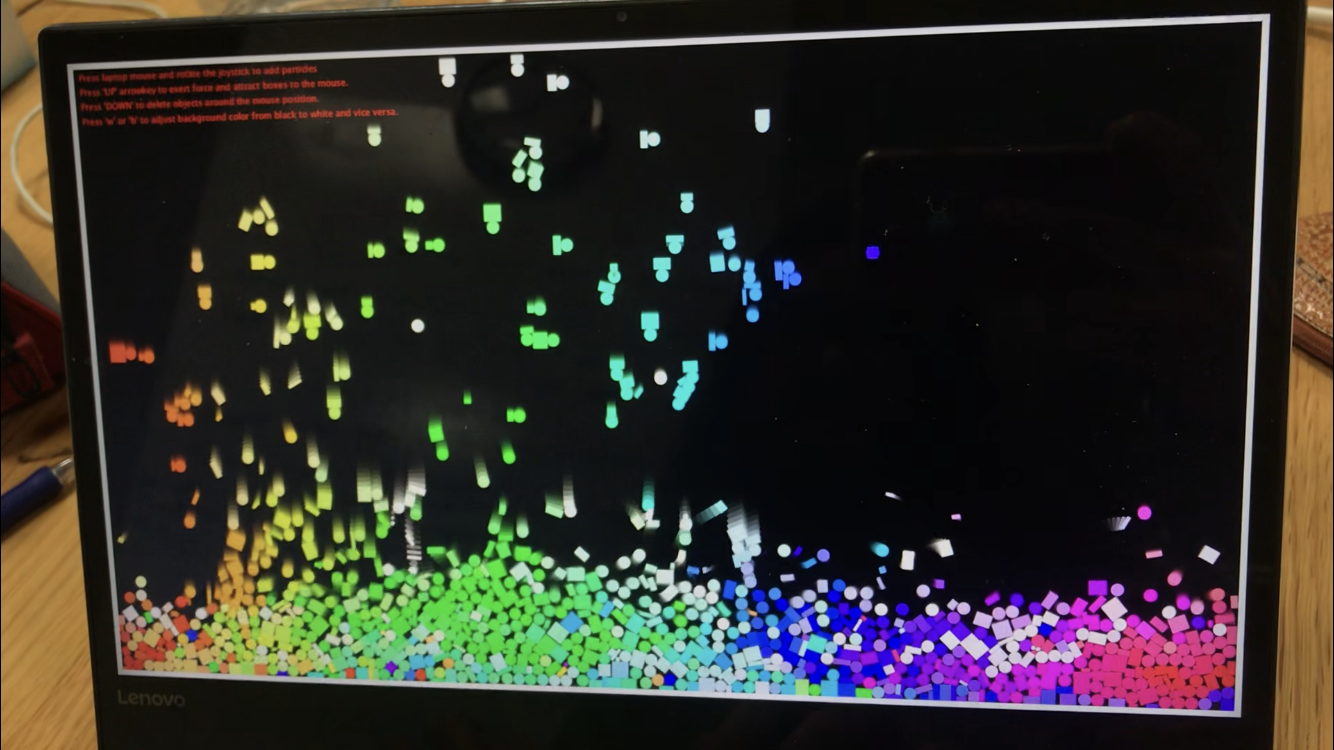 Press laptop mouse and rotate the joystick to add particles
Press 'UP' arrowkey to exert force and attract boxes to the mouse.
Press 'DOWN' to delete objects around the mouse position.
Press 'w' or 'b' to adjust background color from black to white and vice versa.
Lenovo